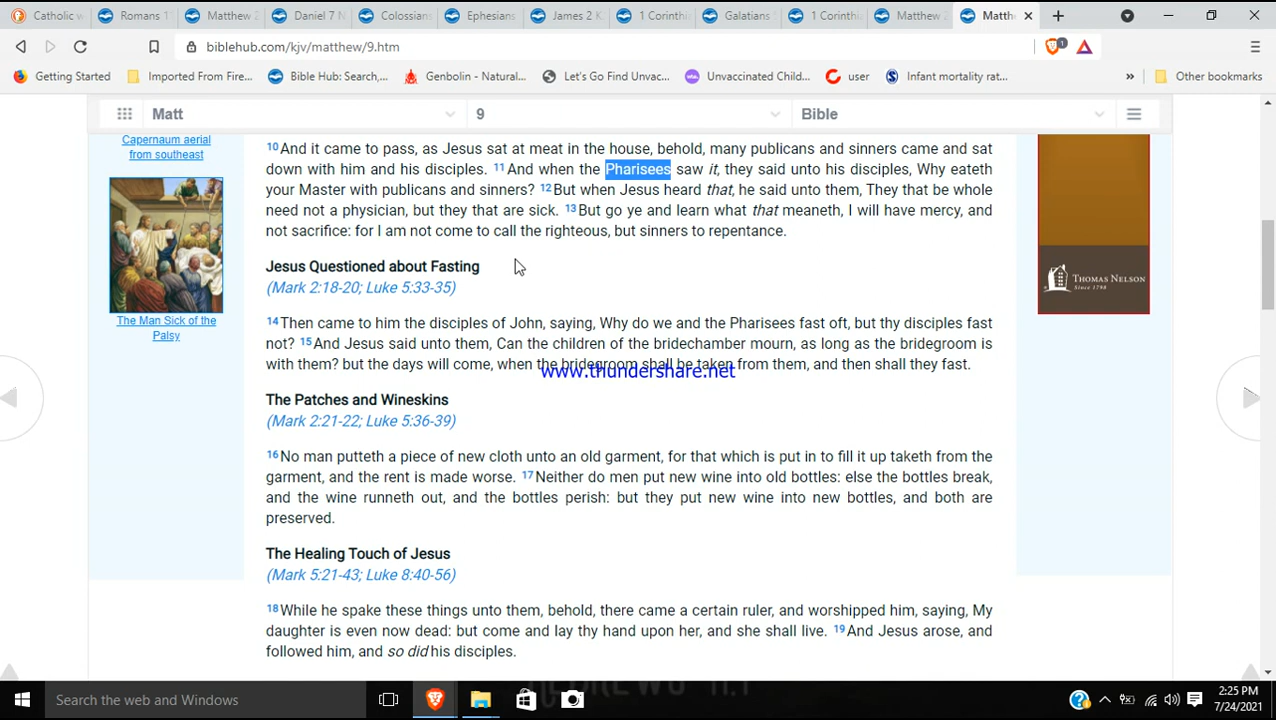 Catholic w
Romans 1
Matthew 2
Daniel 7 N
Colossians
Ephesians
James 2 K
1 Corinth
Galatians
1 Corinthi
Matthew
Matth
biblehub.com/kjv/matthew/9.htm
1
Getting Started
Imported From Fire...
Bible Hub: Search,...
Genbolin - Natural...
Let's Go Find Unvac...
Unvaccinated Child...
user
Infant mortality rat...
»
Other bookmarks
Matt
9
Bible
Capernaum aerial
from southeast
10And it came to pass, as Jesus sat at meat in the house, behold, many publicans and sinners came and sat
down with him and his disciples. 11And when the Pharisees saw it, they said unto his disciples, Why eateth
your Master with publicans and sinners? 12But when Jesus heard that, he said unto them, They that be whole
need not a physician, but they that are sick. 13But go ye and learn what that meaneth, I will have mercy, and
not sacrifice: for I am not come to call the righteous, but sinners to repentance.
THOMAS NELSON
Since 1798
Jesus Questioned about Fasting
(Mark 2:18-20; Luke 5:33-35)
The Man Sick of the
Palsy
14Then came to him the disciples of John, saying, Why do we and the Pharisees fast oft, but thy disciples fast
not? 15And Jesus said unto them, Can the children of the bridechamber mourn, as long as the bridegroom is
with them? but the days will come, when the bridegroom shall be taken from them, and then shall they fast.
www.thundershare.net
The Patches and Wineskins
(Mark 2:21-22; Luke 5:36-39)
16No man putteth a piece of new cloth unto an old garment, for that which is put in to fill it up taketh from the
garment, and the rent is made worse. 17Neither do men put new wine into old bottles: else the bottles break,
and the wine runneth out, and the bottles perish: but they put new wine into new bottles, and both are
preserved.
The Healing Touch of Jesus
(Mark 5:21-43; Luke 8:40-56)
18While he spake these things unto them, behold, there came a certain ruler, and worshipped him, saying, My
daughter is even now dead: but come and lay thy hand upon her, and she shall live. 19And Jesus arose, and
followed him, and so did his disciples.
Search the web and Windows
HEBREWS 11:1
2:25 PM
7/24/2021